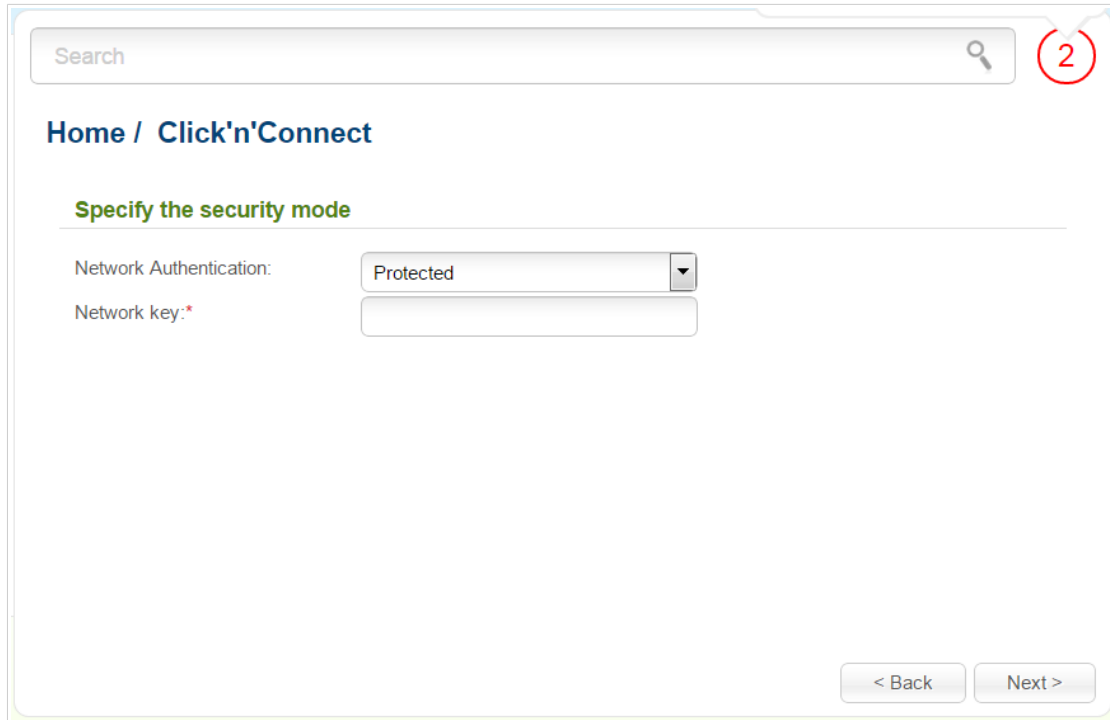 Search
2
Home / Click'n'Connect
Specify the security mode
Network Authentication: Protected
Network key:*
< Back Next >